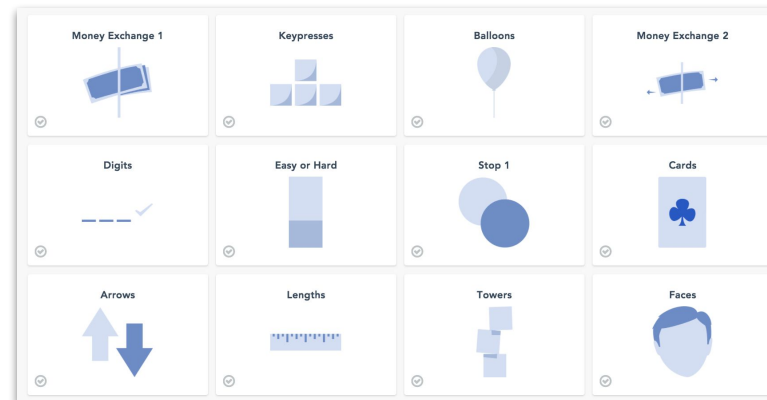 Money Exchange 1
Keypresses
Balloons
Money Exchange 2
Digits
Easy or Hard
Stop 1
Cards
Arrows
Lengths
Towers
Faces